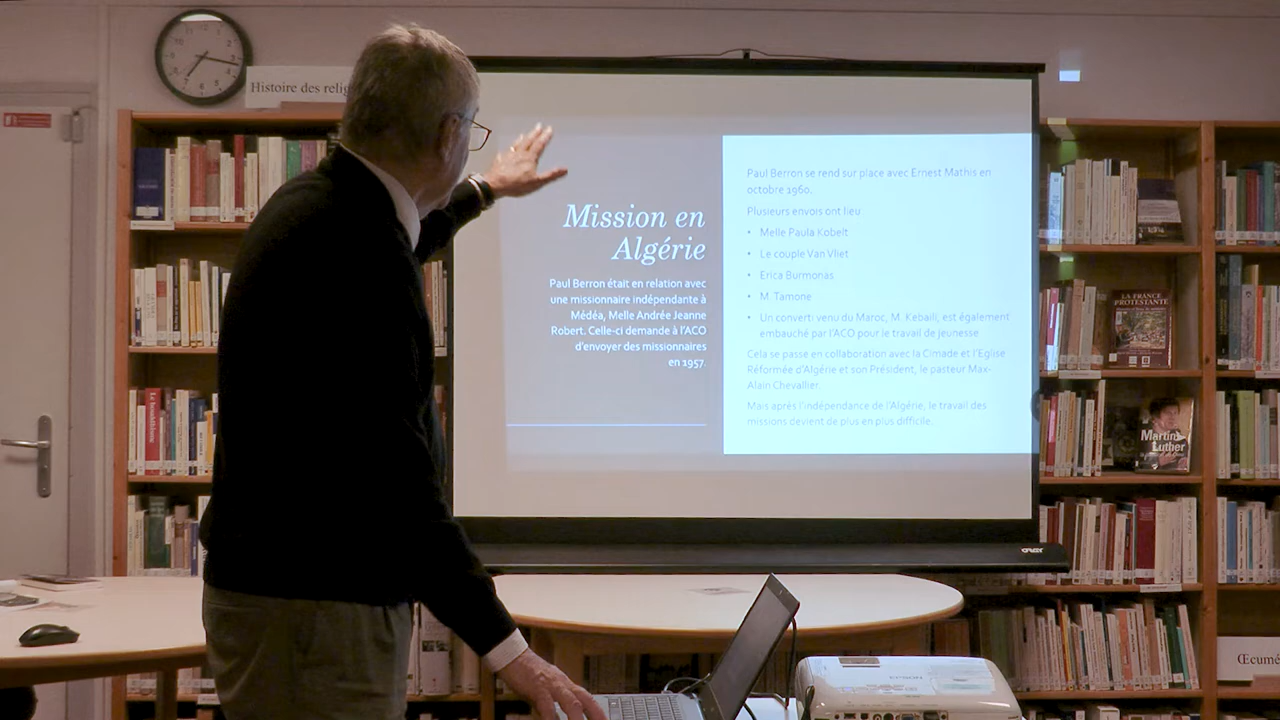 Histoire des relig
Mission en
Algérie
Paul Berron était en relation avec
une missionnaire indépendante à
Médéa, Melle Andrée Jeanne
Robert. Celle-ci demande à l'ACO
d'envoyer des missionnaires
en 1957.
Paul Berron se rend sur place avec Ernest Mathis en
octobre 1960.
Plusieurs envois ont lieu
• Melle Paula Kobelt
• Le couple Van Vliet
• Erica Burmonas
• M. Tamone
• Un converti venu du Maroc, M. Kebaili, est également
embauché par l'ACO pour le travail de jeunesse
Cela se passe en collaboration avec la Cimade et l'Eglise
Réformée d'Algérie et son Président, le pasteur Max-
Alain Chevallier.
Mais après l'indépendance de l'Algérie, le travail des
missions devient de plus en plus difficile.
LA FRANCE
PROTESTANTE
Martin
Luther
Œcumé